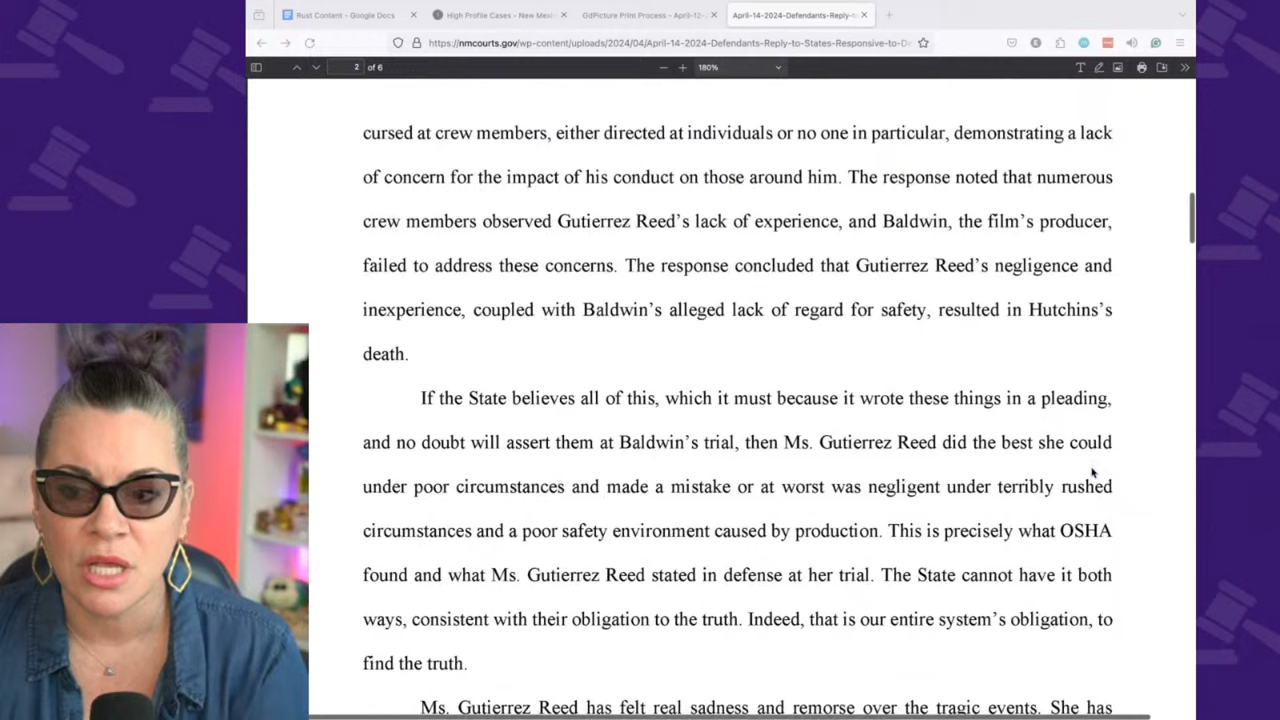 Rust Content - Google Docs
High Profile Cases - New Mexi
GdPicture Print Process - April-12-
April-14-2024-Defendants-Reply-t
https://nmcourts.gov/wp-content/uploads/2024/04/April-14-2024-Defendants-Reply-to-States-Responsive-to-De
2 of 6
180%
cursed at crew members, either directed at individuals or no one in particular, demonstrating a lack
of concern for the impact of his conduct on those around him. The response noted that numerous
crew members observed Gutierrez Reed’s lack of experience, and Baldwin, the film’s producer,
failed to address these concerns. The response concluded that Gutierrez Reed’s negligence and
inexperience, coupled with Baldwin’s alleged lack of regard for safety, resulted in Hutchins’s
death.
If the State believes all of this, which it must because it wrote these things in a pleading,
and no doubt will assert them at Baldwin’s trial, then Ms. Gutierrez Reed did the best she could
under poor circumstances and made a mistake or at worst was negligent under terribly rushed
circumstances and a poor safety environment caused by production. This is precisely what OSHA
found and what Ms. Gutierrez Reed stated in defense at her trial. The State cannot have it both
ways, consistent with their obligation to the truth. Indeed, that is our entire system’s obligation, to
find the truth.
Ms. Gutierrez Reed has felt real sadness and remorse over the tragic events. She has